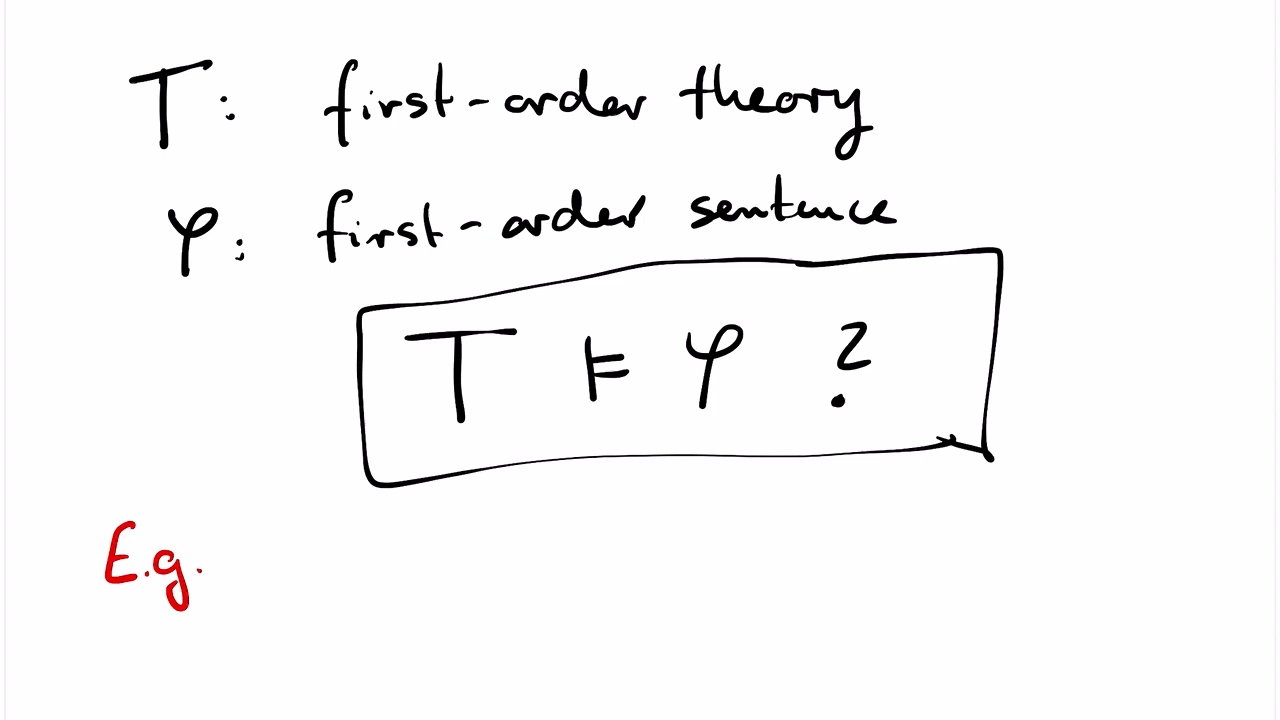 T: first-order theory
φ: first-order sentence
T ⊨ φ ?
E.g.